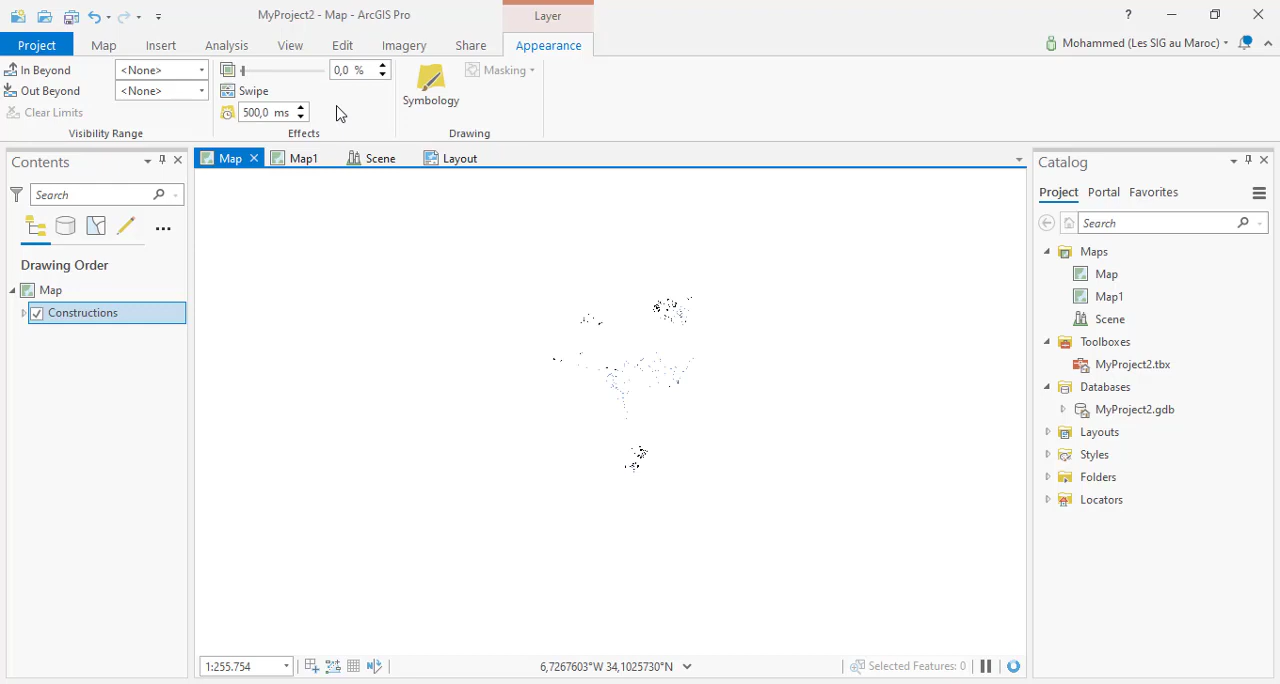 MyProject2 - Map - ArcGIS Pro
Layer
?
Project
Map
Insert
Analysis
View
Edit
Imagery
Share
Appearance
Mohammed (Les SIG au Maroc)
In Beyond
<None>
0,0 %
Out Beyond
<None>
Swipe
Clear Limits
500,0 ms
Symbology
Masking
Visibility Range
Effects
Drawing
Contents
Search
Drawing Order
Map
Constructions
Map
Map1
Scene
Layout
1:255.754
6,7267603°W 34,1025730°N
Selected Features: 0
Catalog
Project
Portal
Favorites
Search
Maps
Map
Map1
Scene
Toolboxes
MyProject2.tbx
Databases
MyProject2.gdb
Layouts
Styles
Folders
Locators